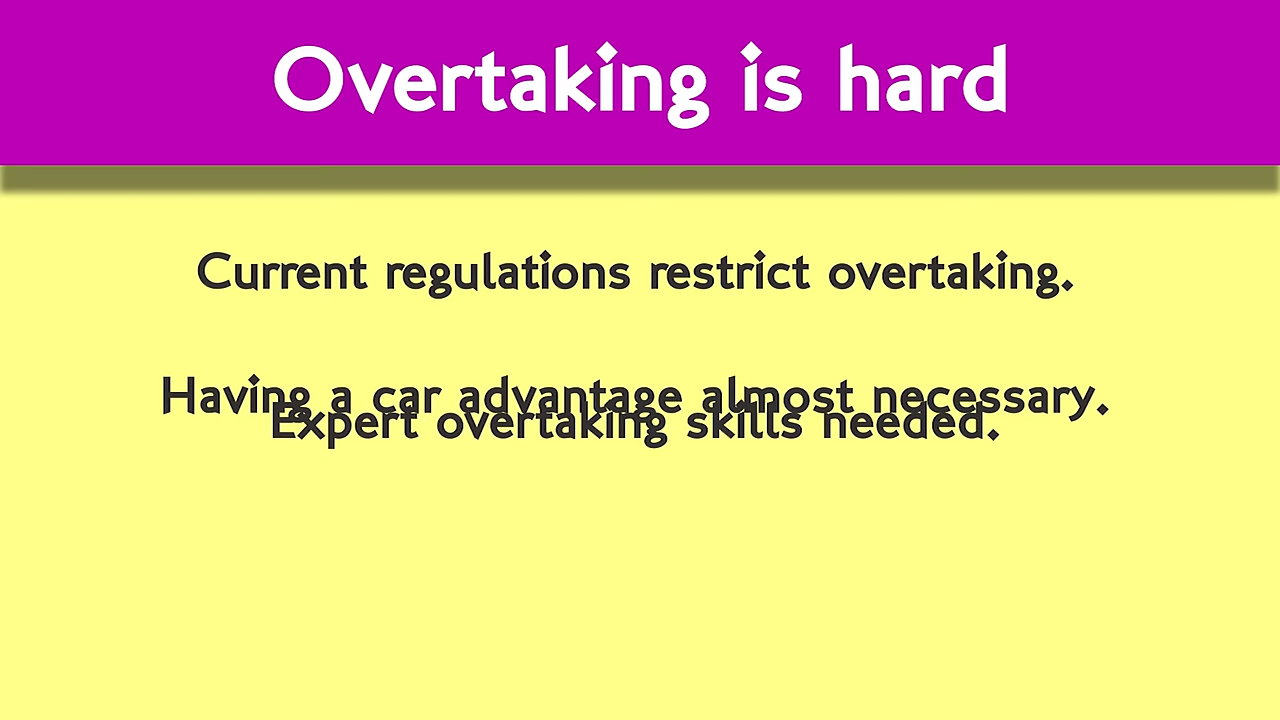 Overtaking is hard
Current regulations restrict overtaking.
Having a car advantage almost necessary.
Expert overtaking skills needed.